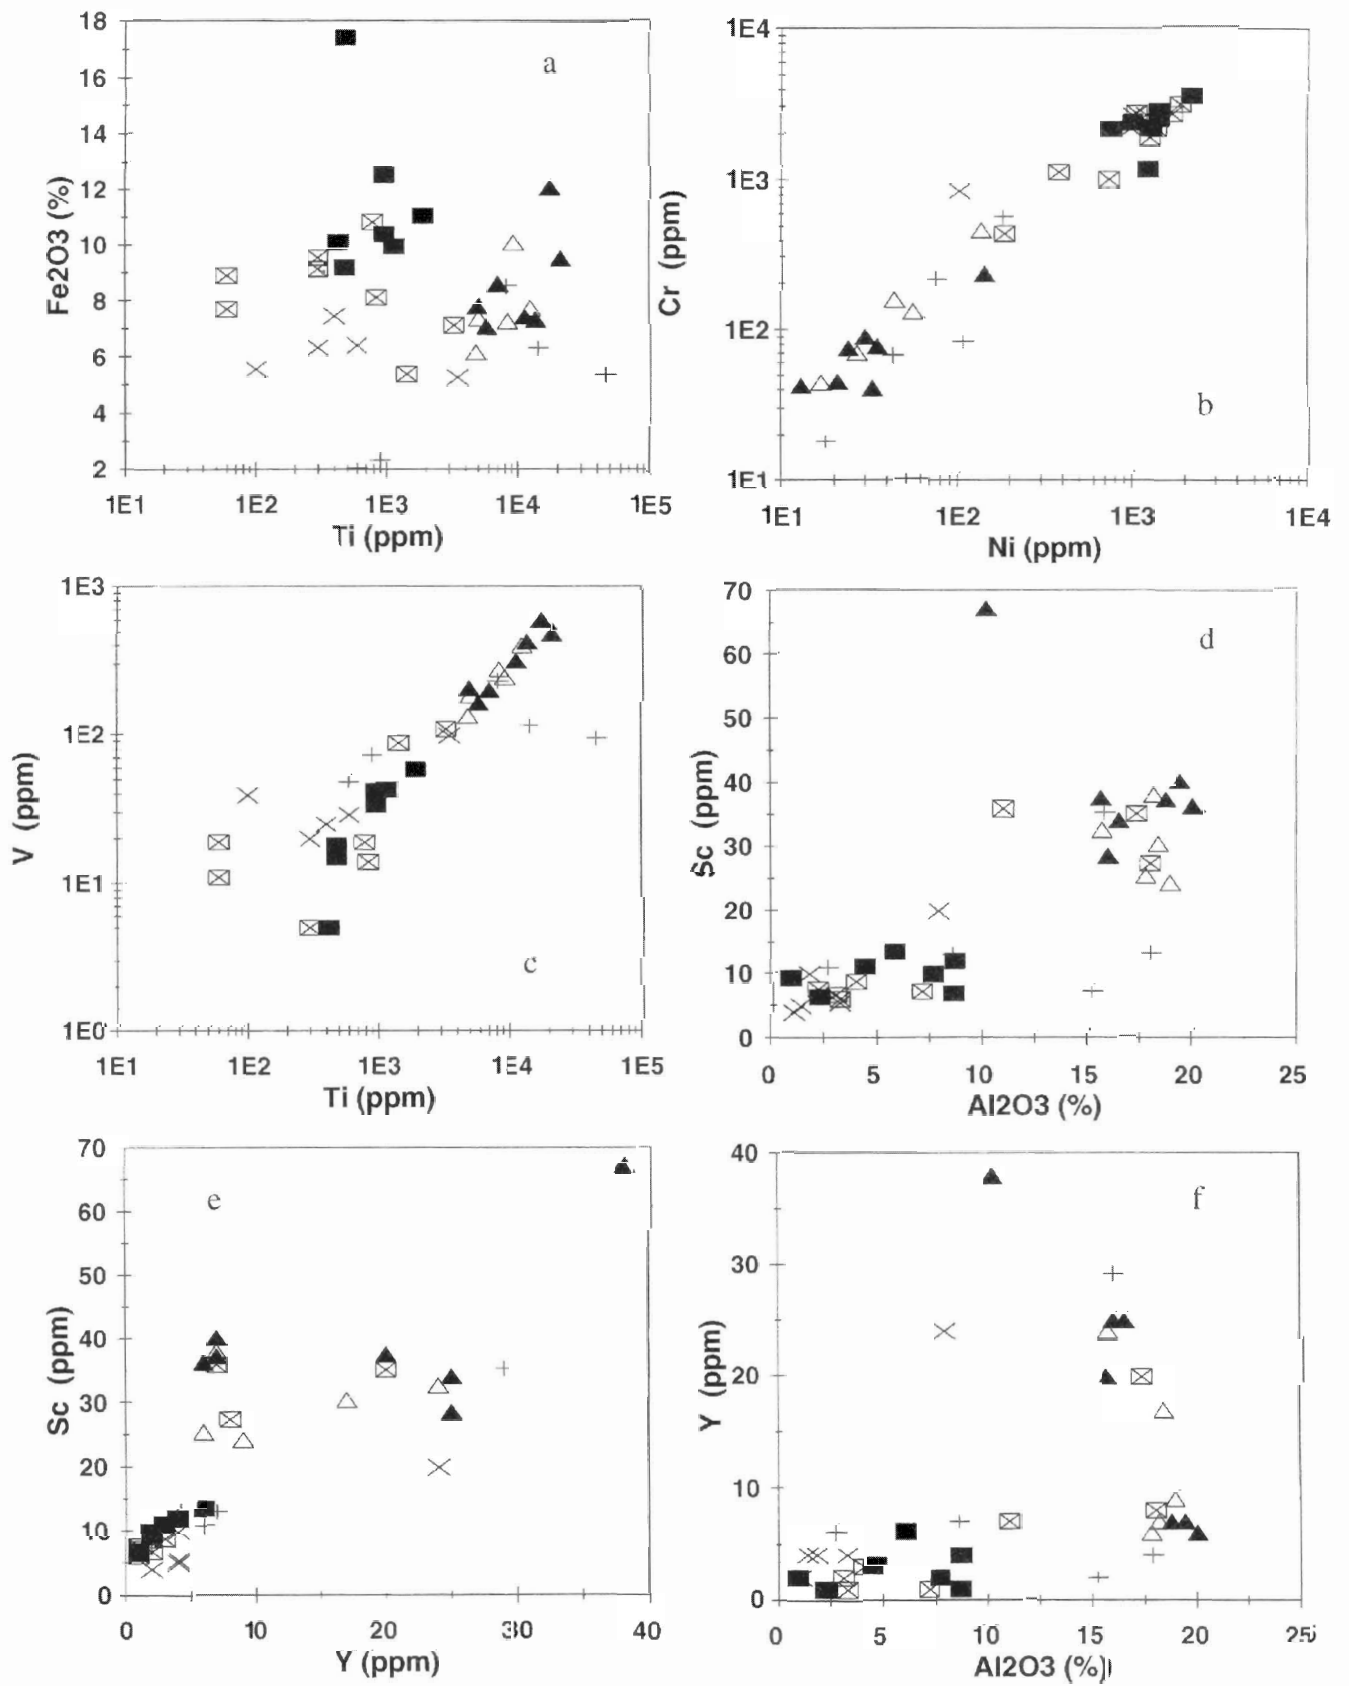 18
16
14
12
10
8
6
4
2
Fe2O3 (%)
a
1E1 1E2 1E3 1E4 1E5
Ti (ppm)
1E4
1E3
1E2
1E1
Cr (ppm)
b
1E1 1E2 1E3 1E4
Ni (ppm)
1E3
1E2
1E1
1E0
V (ppm)
c
1E1 1E2 1E3 1E4 1E5
Ti (ppm)
70
60
50
40
30
20
10
0
Sc (ppm)
d
0 5 10 15 20 25
Al2O3 (%)
70
60
50
40
30
20
10
0
Sc (ppm)
e
0 10 20 30 40
Y (ppm)
40
30
20
10
0
Y (ppm)
f
0 5 10 15 20 25
Al2O3 (%)